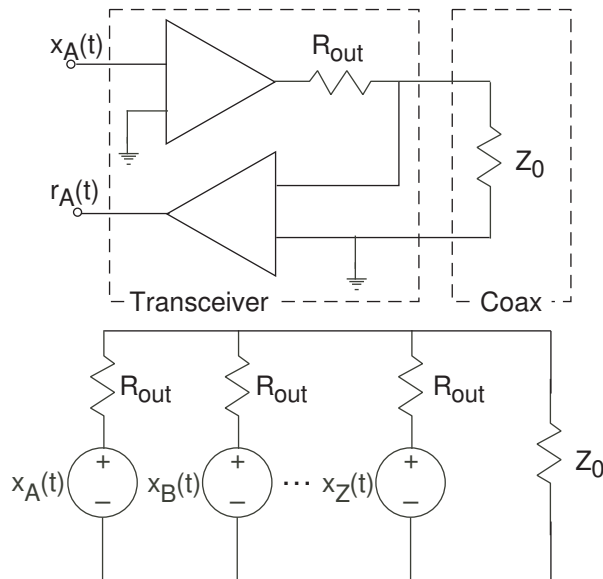 x_A(t)
R_out
Z_0
r_A(t)
Transceiver
Coax
R_out
R_out
R_out
x_A(t)
+
−
x_B(t)
+
−
...
x_Z(t)
+
−
Z_0